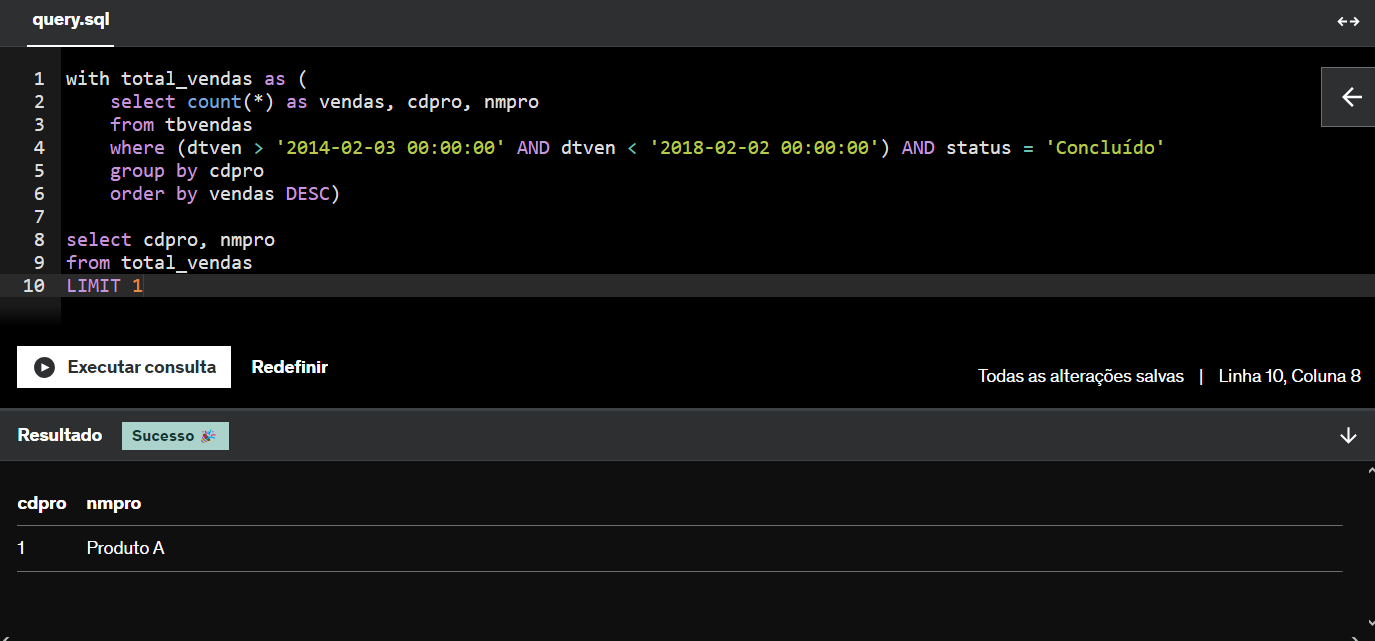 query.sql
1 with total_vendas as (
2 select count(*) as vendas, cdpro, nmpro
3 from tbvendas
4 where (dtven > '2014-02-03 00:00:00' AND dtven < '2018-02-02 00:00:00') AND status = 'Concluído'
5 group by cdpro
6 order by vendas DESC)
7
8 select cdpro, nmpro
9 from total_vendas
10 LIMIT 1
Executar consulta Redefinir
Todas as alterações salvas | Linha 10, Coluna 8
Resultado Sucesso 🎉
cdpro nmpro
1 Produto A